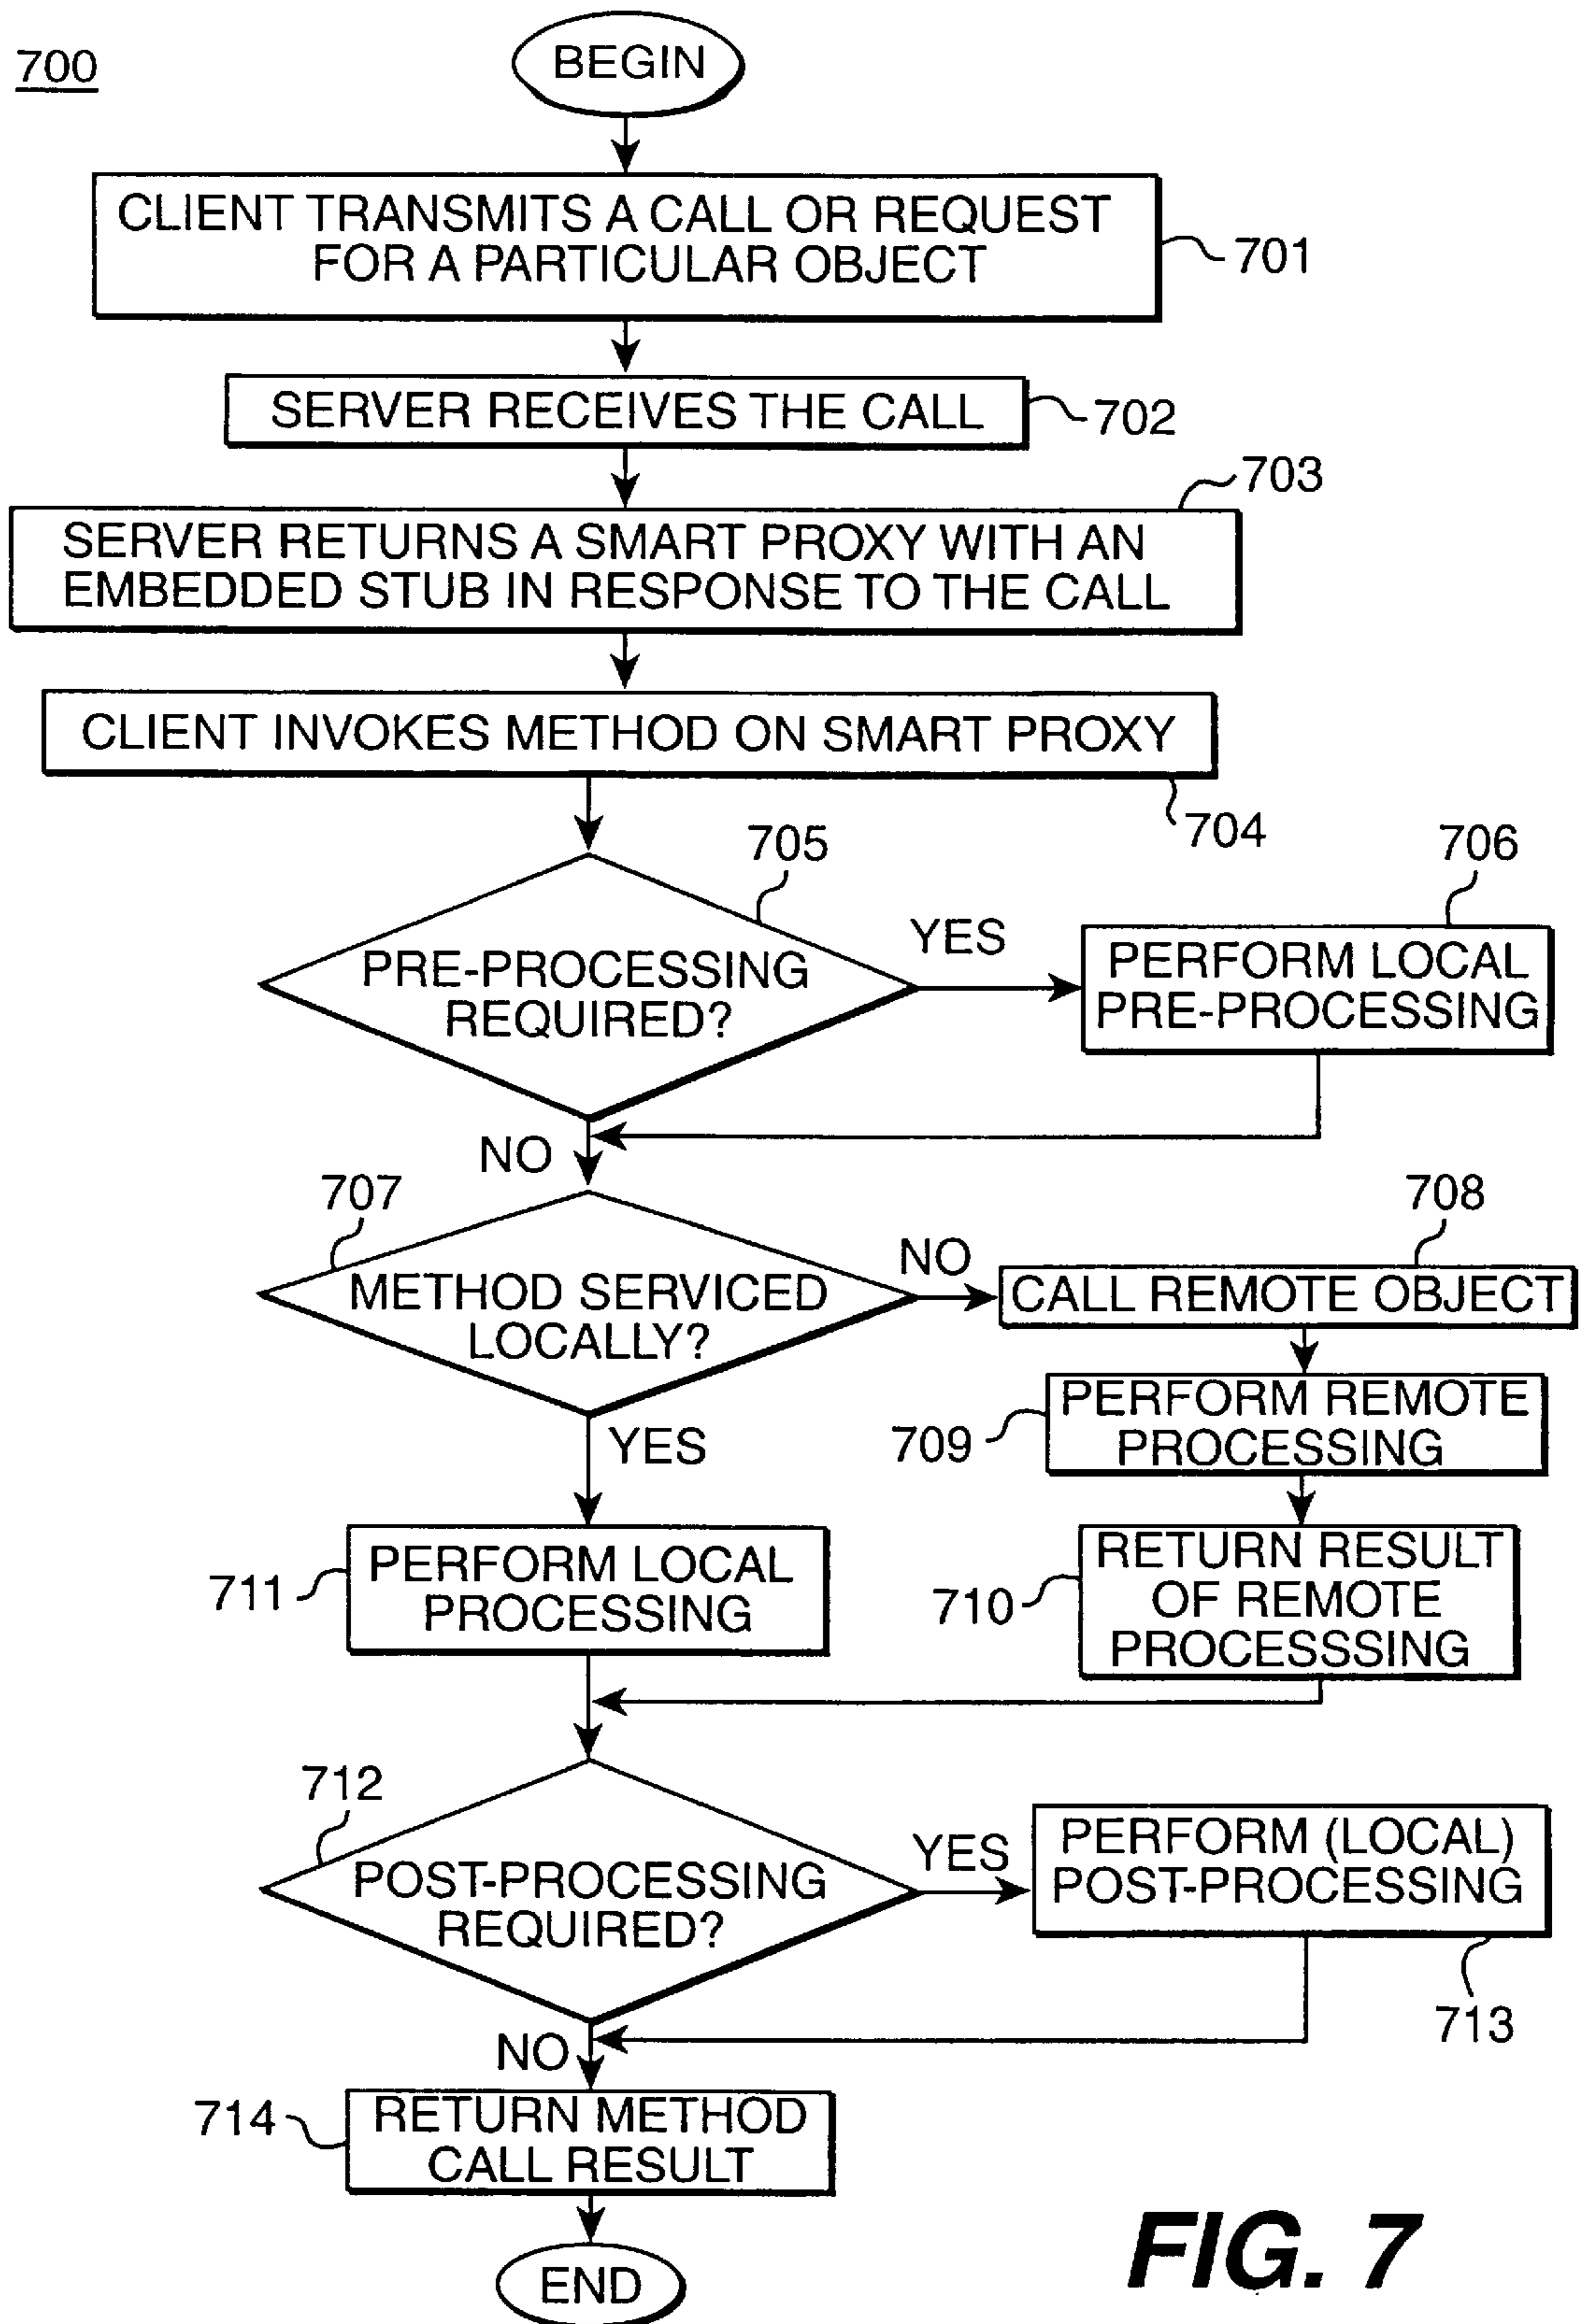 700
BEGIN
CLIENT TRANSMITS A CALL OR REQUEST
FOR A PARTICULAR OBJECT
701
SERVER RECEIVES THE CALL
702
703
SERVER RETURNS A SMART PROXY WITH AN
EMBEDDED STUB IN RESPONSE TO THE CALL
CLIENT INVOKES METHOD ON SMART PROXY
704
705
PRE-PROCESSING
REQUIRED?
YES
706
PERFORM LOCAL
PRE-PROCESSING
NO
707
METHOD SERVICED
LOCALLY?
NO
708
CALL REMOTE OBJECT
709
PERFORM REMOTE
PROCESSING
YES
711
PERFORM LOCAL
PROCESSING
710
RETURN RESULT
OF REMOTE
PROCESSSING
712
POST-PROCESSING
REQUIRED?
YES
PERFORM (LOCAL)
POST-PROCESSING
713
NO
714
RETURN METHOD
CALL RESULT
END
FIG. 7